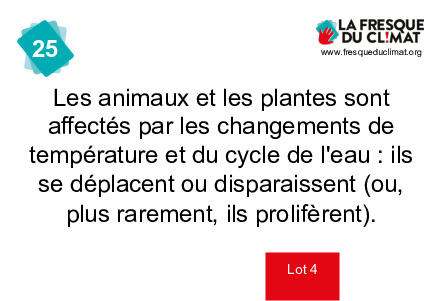 25
LA FRESQUE
DU CL!MAT
www.fresqueduclimat.org
Les animaux et les plantes sont
affectés par les changements de
température et du cycle de l'eau : ils
se déplacent ou disparaissent (ou,
plus rarement, ils prolifèrent).
Lot 4